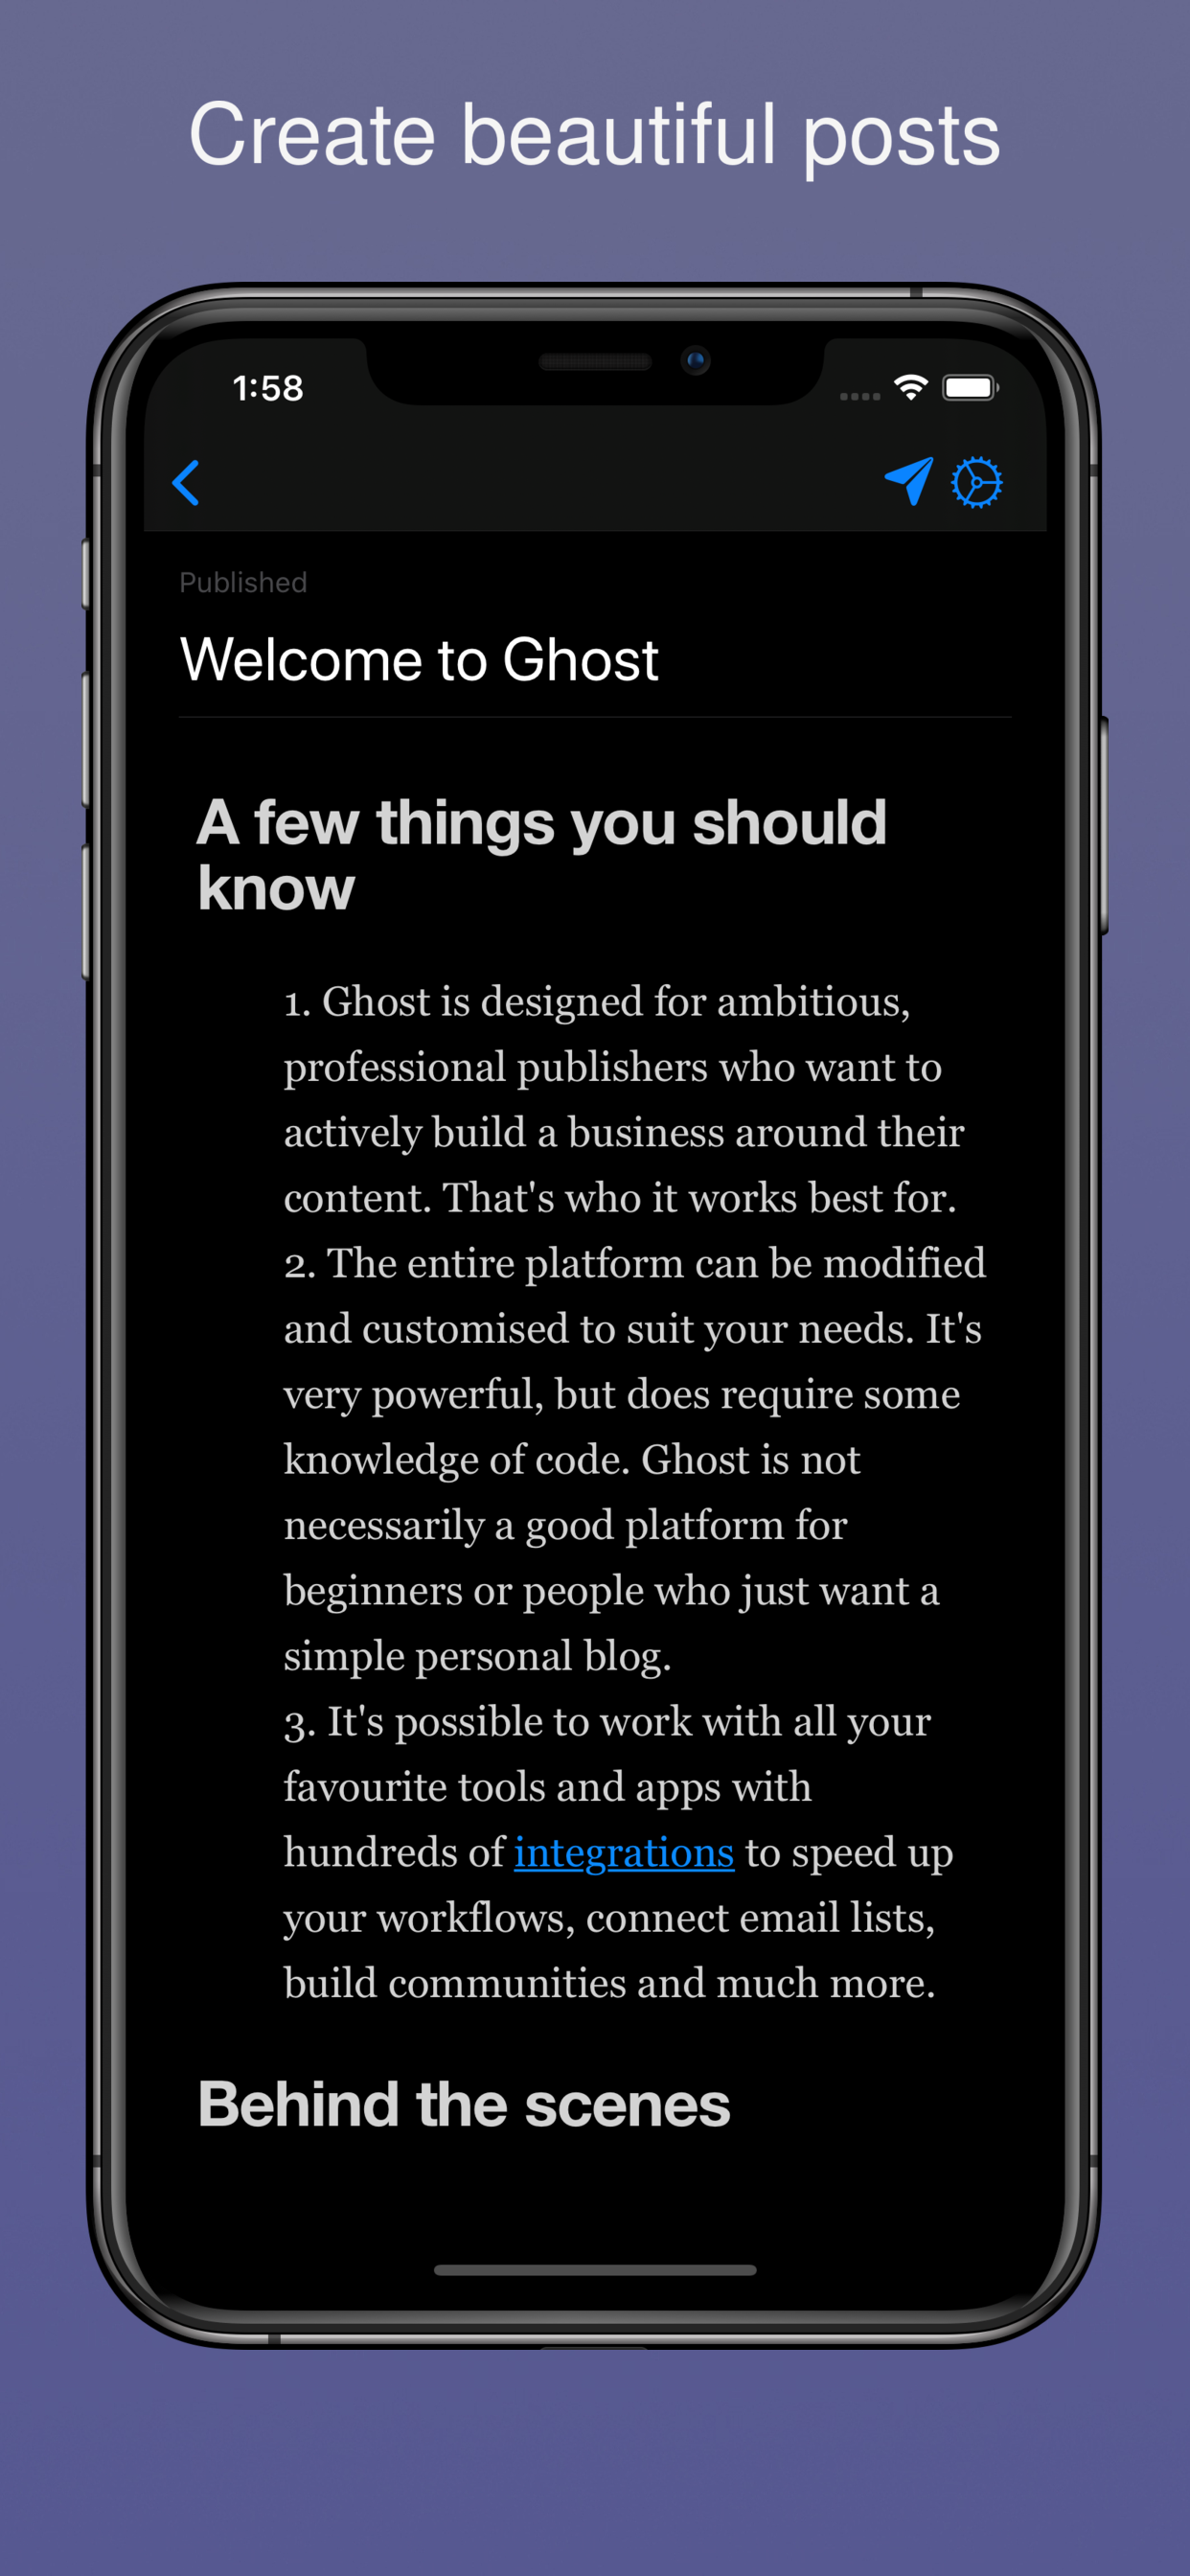 Create beautiful posts
1:58
Published
Welcome to Ghost
A few things you should
know
1. Ghost is designed for ambitious,
professional publishers who want to
actively build a business around their
content. That's who it works best for.
2. The entire platform can be modified
and customised to suit your needs. It's
very powerful, but does require some
knowledge of code. Ghost is not
necessarily a good platform for
beginners or people who just want a
simple personal blog.
3. It's possible to work with all your
favourite tools and apps with
hundreds of integrations to speed up
your workflows, connect email lists,
build communities and much more.
Behind the scenes